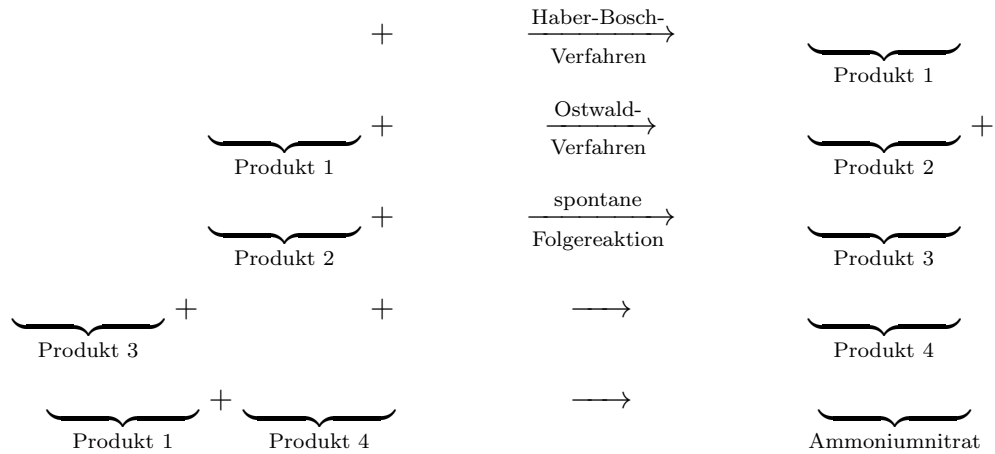 + Haber-Bosch-
Verfahren
Produkt 1
+ Ostwald- +
Verfahren
Produkt 1 Produkt 2
+ spontane
Folgereaktion
Produkt 2 Produkt 3
+ + ⟶
Produkt 3 Produkt 4
+ ⟶
Produkt 1 Produkt 4 Ammoniumnitrat